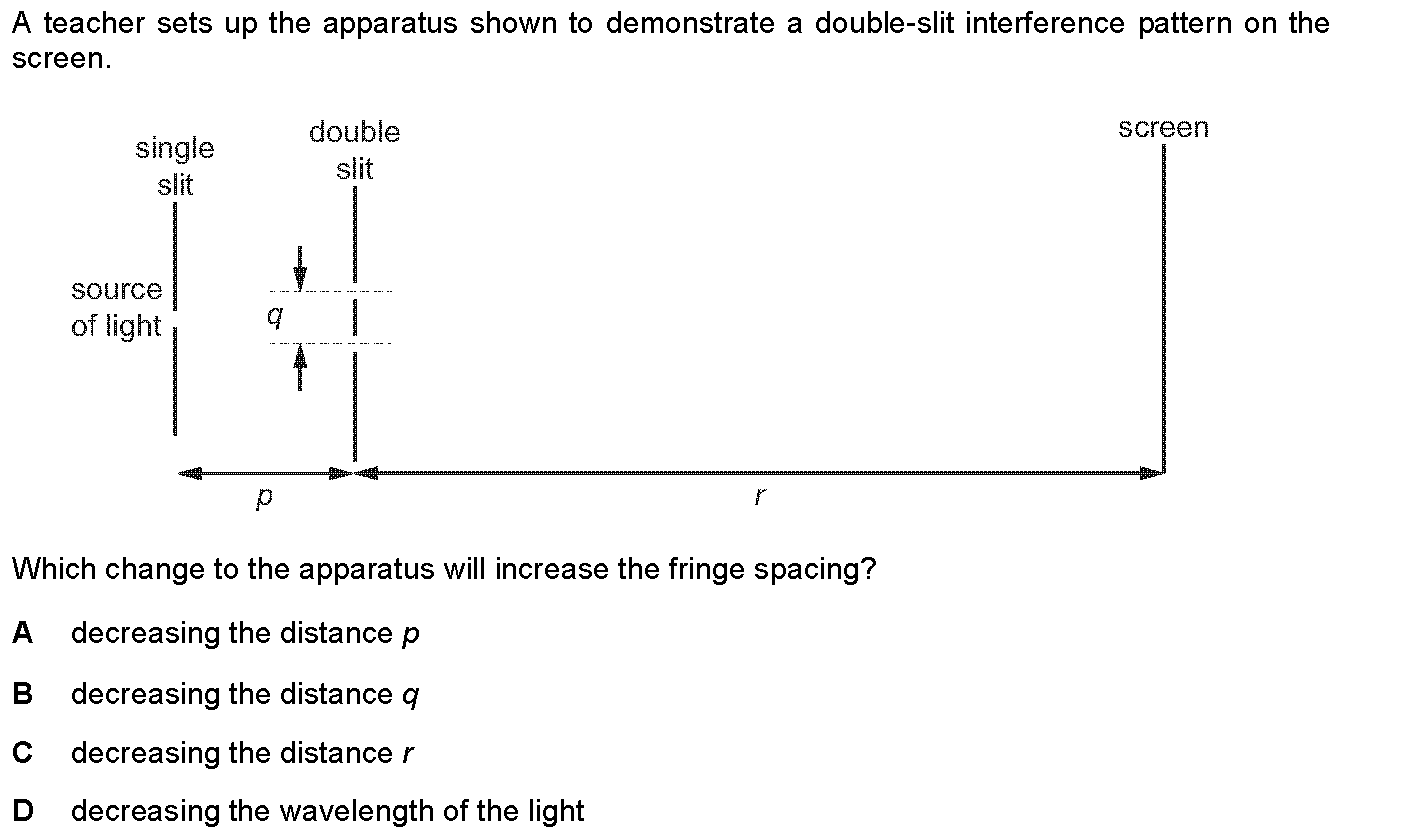 A teacher sets up the apparatus shown to demonstrate a double-slit interference pattern on the
screen.
single
slit
double
slit
screen
source
of light
q
p
r
Which change to the apparatus will increase the fringe spacing?
A decreasing the distance p
B decreasing the distance q
C decreasing the distance r
D decreasing the wavelength of the light